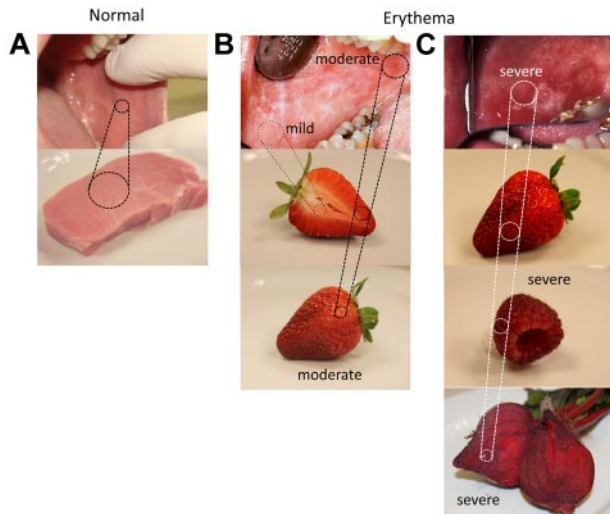 Normal
Erythema
A
B
C
moderate
mild
moderate
severe
severe
severe